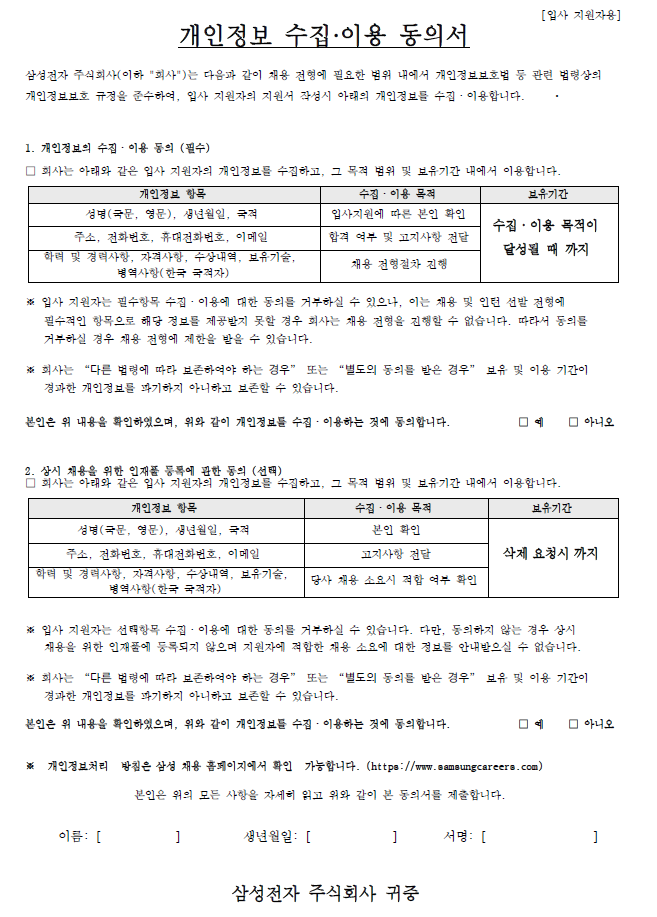 [입사 지원자용]
개인정보 수집·이용 동의서
삼성전자 주식회사(이하 "회사")는 다음과 같이 채용 전형에 필요한 범위 내에서 개인정보보호법 등 관련 법령상의
개인정보보호 규정을 준수하여, 입사 지원자의 지원서 작성시 아래의 개인정보를 수집·이용합니다.
1. 개인정보의 수집·이용 동의 (필수)
□ 회사는 아래와 같은 입사 지원자의 개인정보를 수집하고, 그 목적 범위 및 보유기간 내에서 이용합니다.
개인정보 항목 수집·이용 목적 보유기간
성명(국문, 영문), 생년월일, 국적 입사지원에 따른 본인 확인
주소, 전화번호, 휴대전화번호, 이메일 합격 여부 및 고지사항 전달
수집·이용 목적이
달성될 때 까지
학력 및 경력사항, 자격사항, 수상내역, 보유기술,
병역사항(한국 국적자)
채용 전형절차 진행
※ 입사 지원자는 필수항목 수집·이용에 대한 동의를 거부하실 수 있으나, 이는 채용 및 인턴 선발 전형에
필수적인 항목으로 해당 정보를 제공받지 못할 경우 회사는 채용 전형을 진행할 수 없습니다. 따라서 동의를
거부하실 경우 채용 전형에 제한을 받을 수 있습니다.
※ 회사는 “다른 법령에 따라 보존하여야 하는 경우” 또는 “별도의 동의를 받은 경우” 보유 및 이용 기간이
경과한 개인정보를 파기하지 아니하고 보존할 수 있습니다.
본인은 위 내용을 확인하였으며, 위와 같이 개인정보를 수집·이용하는 것에 동의합니다. □ 예 □ 아니오
2. 상시 채용을 위한 인재풀 등록에 관한 동의 (선택)
□ 회사는 아래와 같은 입사 지원자의 개인정보를 수집하고, 그 목적 범위 및 보유기간 내에서 이용합니다.
개인정보 항목 수집·이용 목적 보유기간
성명(국문, 영문), 생년월일, 국적 본인 확인
주소, 전화번호, 휴대전화번호, 이메일 고지사항 전달
삭제 요청시 까지
학력 및 경력사항, 자격사항, 수상내역, 보유기술,
병역사항(한국 국적자)
당사 채용 소요시 적합 여부 확인
※ 입사 지원자는 선택항목 수집·이용에 대한 동의를 거부하실 수 있습니다. 다만, 동의하지 않는 경우 상시
채용을 위한 인재풀에 등록되지 않으며 지원자에 적합한 채용 소요에 대한 정보를 안내받으실 수 없습니다.
※ 회사는 “다른 법령에 따라 보존하여야 하는 경우” 또는 “별도의 동의를 받은 경우” 보유 및 이용 기간이
경과한 개인정보를 파기하지 아니하고 보존할 수 있습니다.
본인은 위 내용을 확인하였으며, 위와 같이 개인정보를 수집·이용하는 것에 동의합니다. □ 예 □ 아니오
※ 개인정보처리 방침은 삼성 채용 홈페이지에서 확인 가능합니다. (https://www.samsungcareers.com)
본인은 위의 모든 사항을 자세히 읽고 위와 같이 본 동의서를 제출합니다.
이름: [ ] 생년월일: [ ] 서명: [ ]
삼성전자 주식회사 귀중